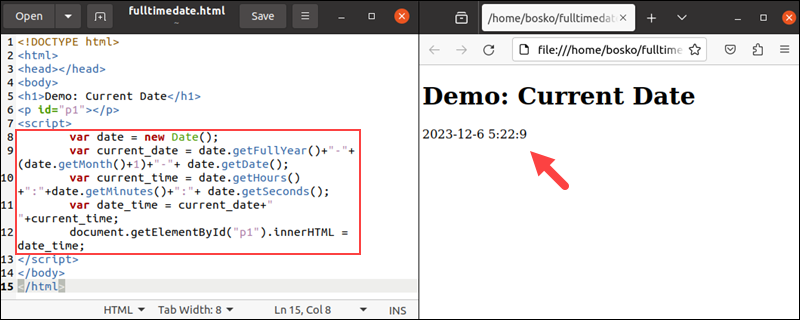 Open
fulltimedate.html
~
Save
1 <!DOCTYPE html>
2 <html>
3 <head></head>
4 <body>
5 <h1>Demo: Current Date</h1>
6 <p id="p1"></p>
7 <script>
8 var date = new Date();
9 var current_date = date.getFullYear()+"-"+
(date.getMonth()+1)+"-"+ date.getDate();
10 var current_time = date.getHours()
+":"+date.getMinutes()+":"+ date.getSeconds();
11 var date_time = current_date+"
"+current_time;
12 document.getElementById("p1").innerHTML =
date_time;
13 </script>
14 </body>
15 </html>
HTML
Tab Width: 8
Ln 15, Col 8
INS
/home/bosko/fulltimedat
file:///home/bosko/fulltime
Demo: Current Date
2023-12-6 5:22:9